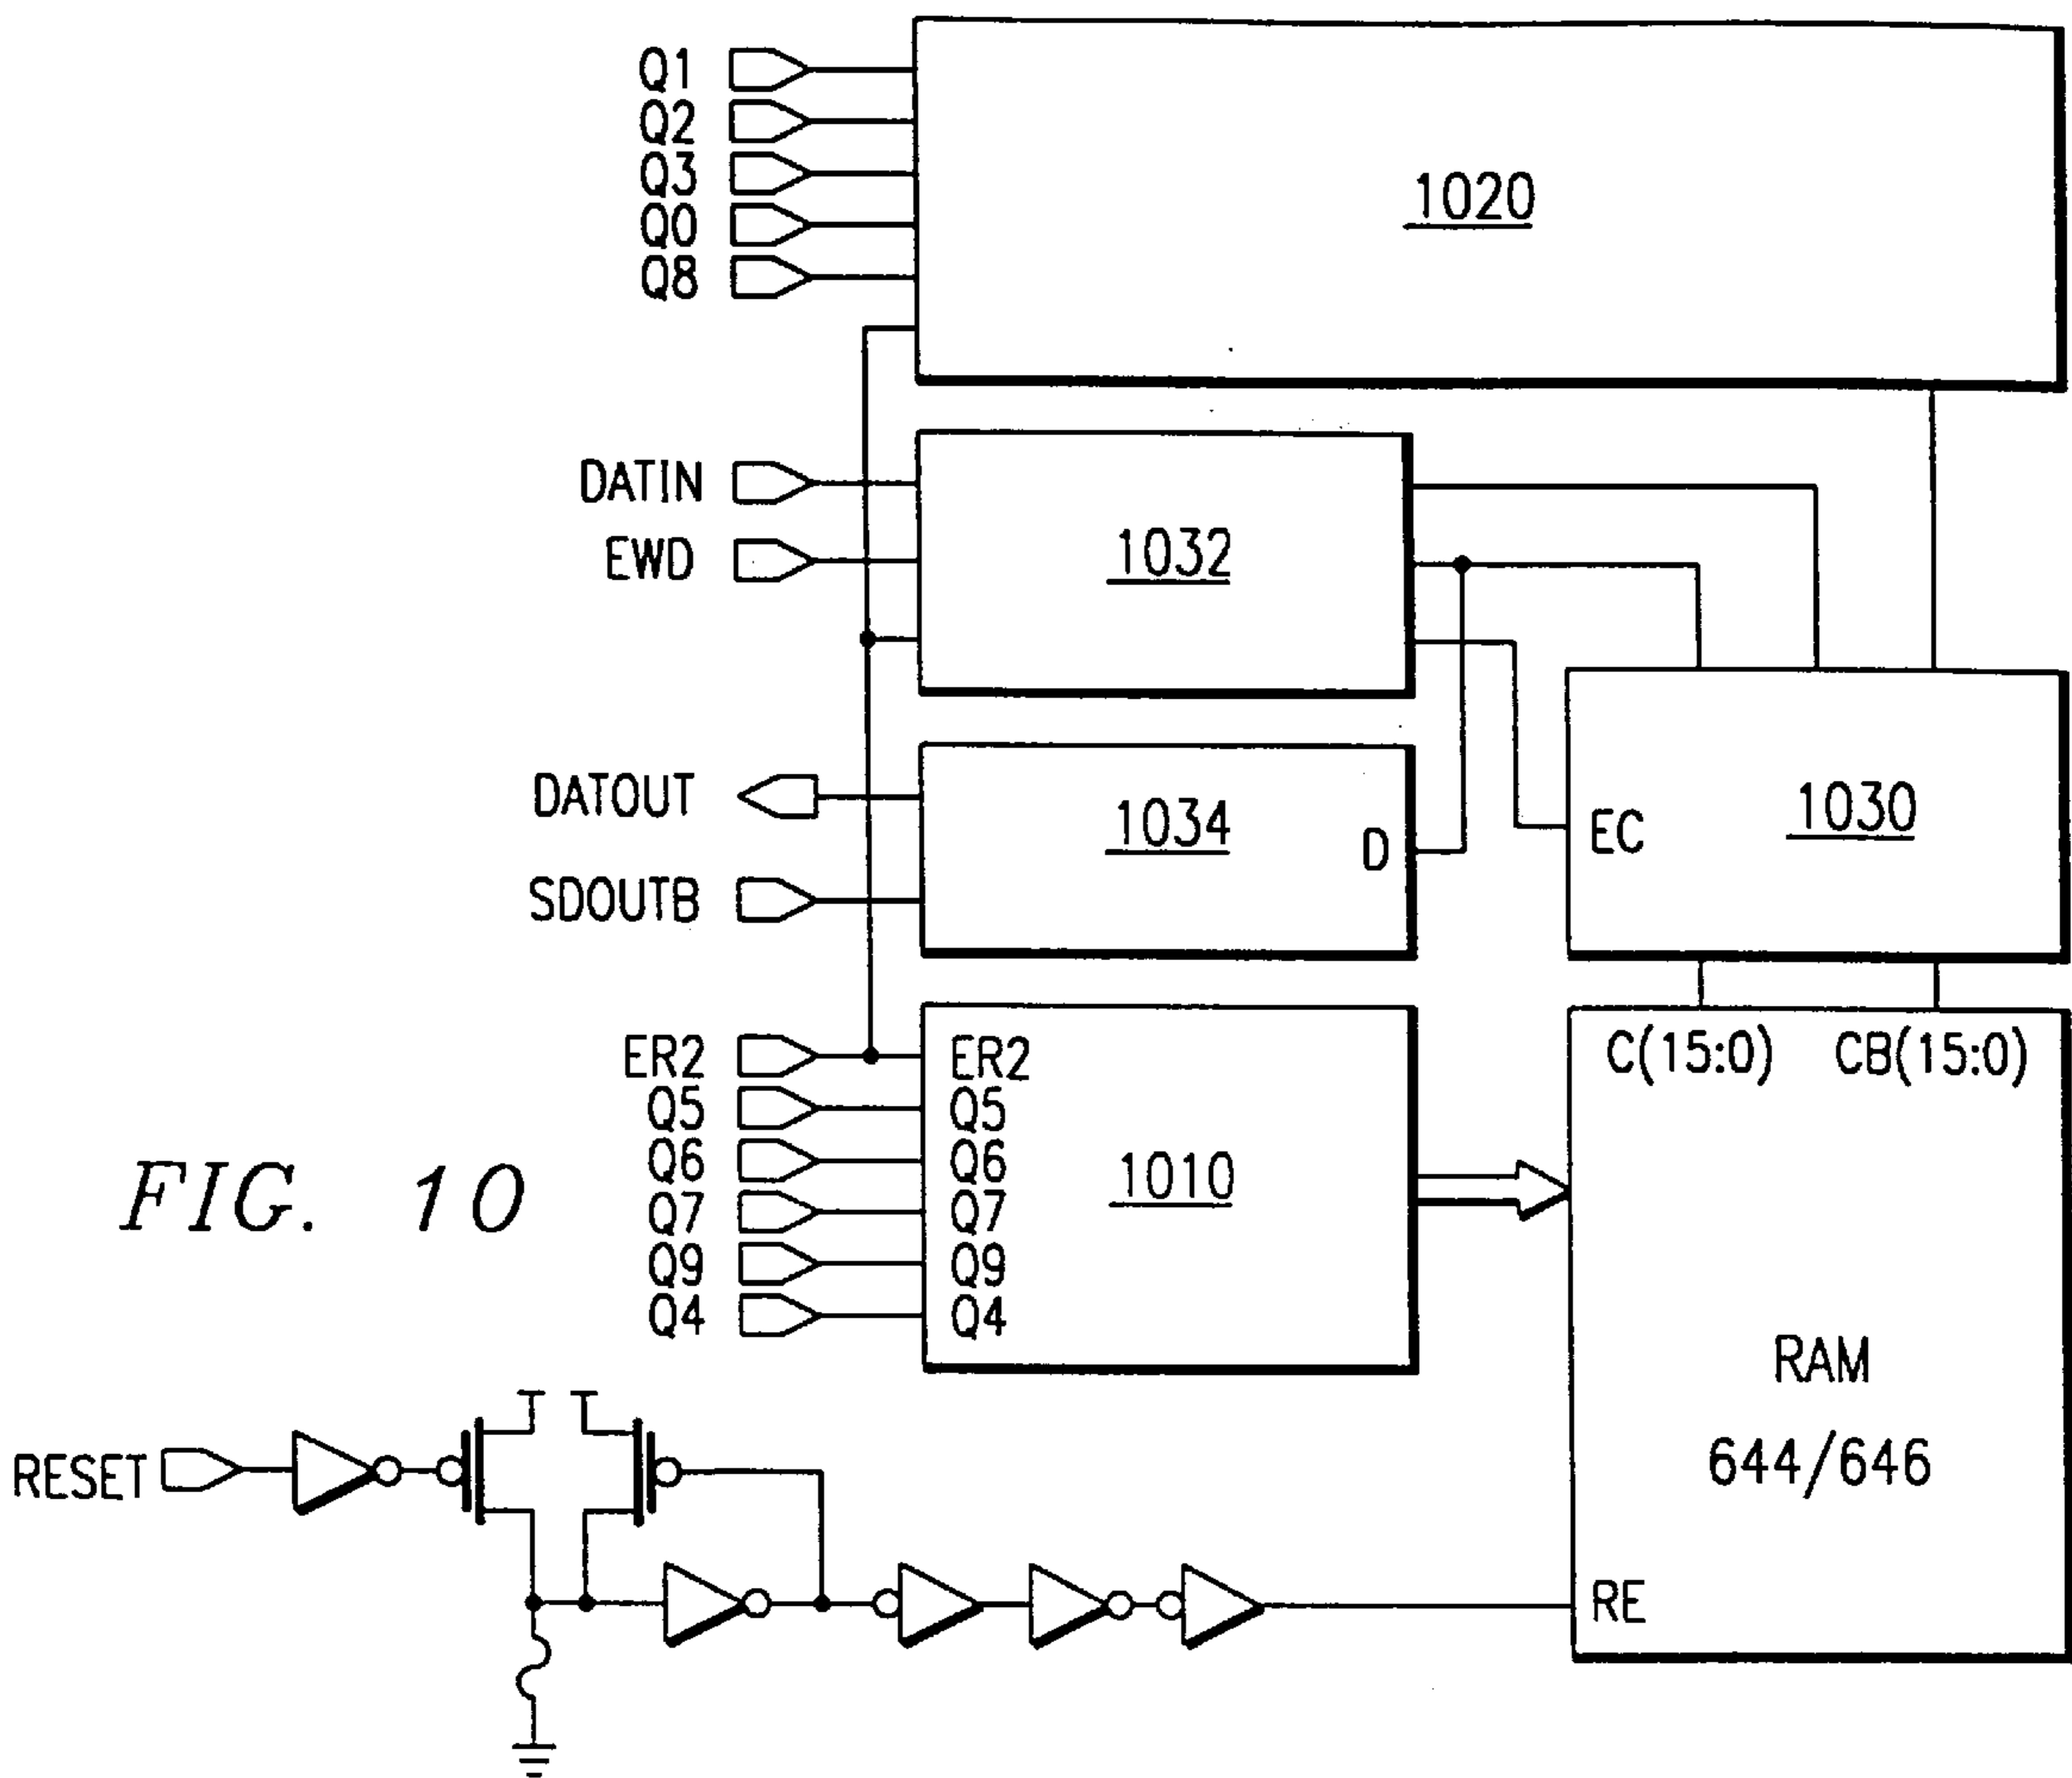 Q1
Q2
Q3
Q0
Q8
1020
DATIN
EWD
1032
DATOUT
SDOUTB
1034
D
EC
1030
ER2
Q5
Q6
Q7
Q9
Q4
ER2
Q5
Q6
Q7
Q9
Q4
1010
C(15:0) CB(15:0)
RAM
644/646
RE
RESET
FIG. 10